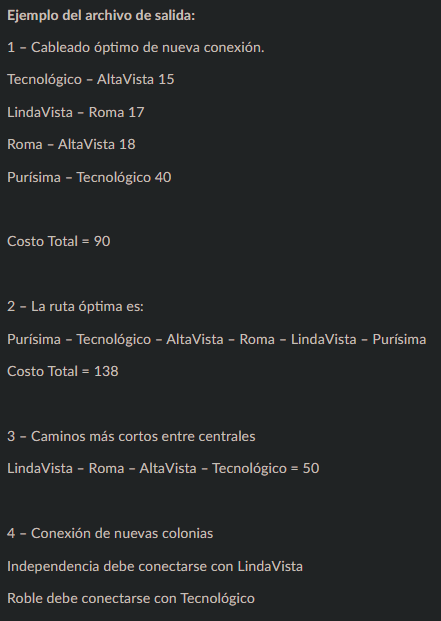 Ejemplo del archivo de salida:
1 – Cableado óptimo de nueva conexión.
Tecnológico – AltaVista 15
LindaVista – Roma 17
Roma – AltaVista 18
Purísima – Tecnológico 40
Costo Total = 90
2 – La ruta óptima es:
Purísima – Tecnológico – AltaVista – Roma – LindaVista – Purísima
Costo Total = 138
3 – Caminos más cortos entre centrales
LindaVista – Roma – AltaVista – Tecnológico = 50
4 – Conexión de nuevas colonias
Independencia debe conectarse con LindaVista
Roble debe conectarse con Tecnológico